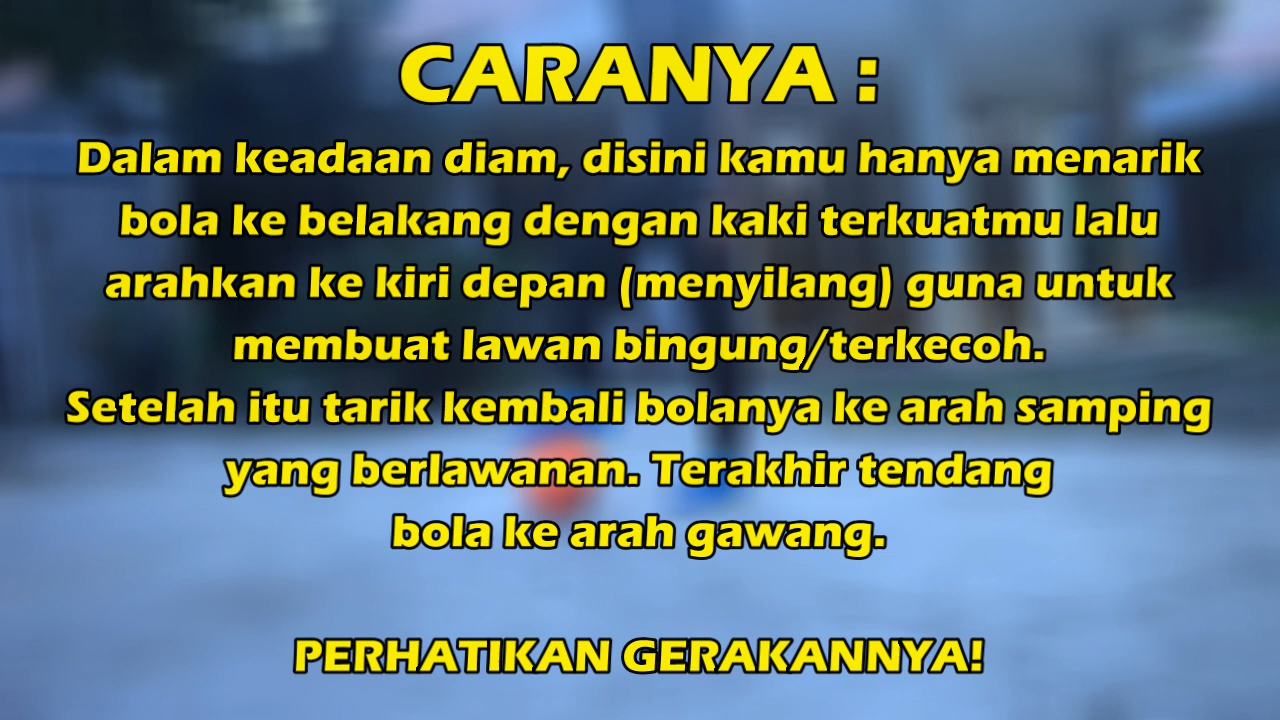 CARANYA :
Dalam keadaan diam, disini kamu hanya menarik
bola ke belakang dengan kaki terkuatmu lalu
arahkan ke kiri depan (menyilang) guna untuk
membuat lawan bingung/terkecoh.
Setelah itu tarik kembali bolanya ke arah samping
yang berlawanan. Terakhir tendang
bola ke arah gawang.
PERHATIKAN GERAKANNYA!